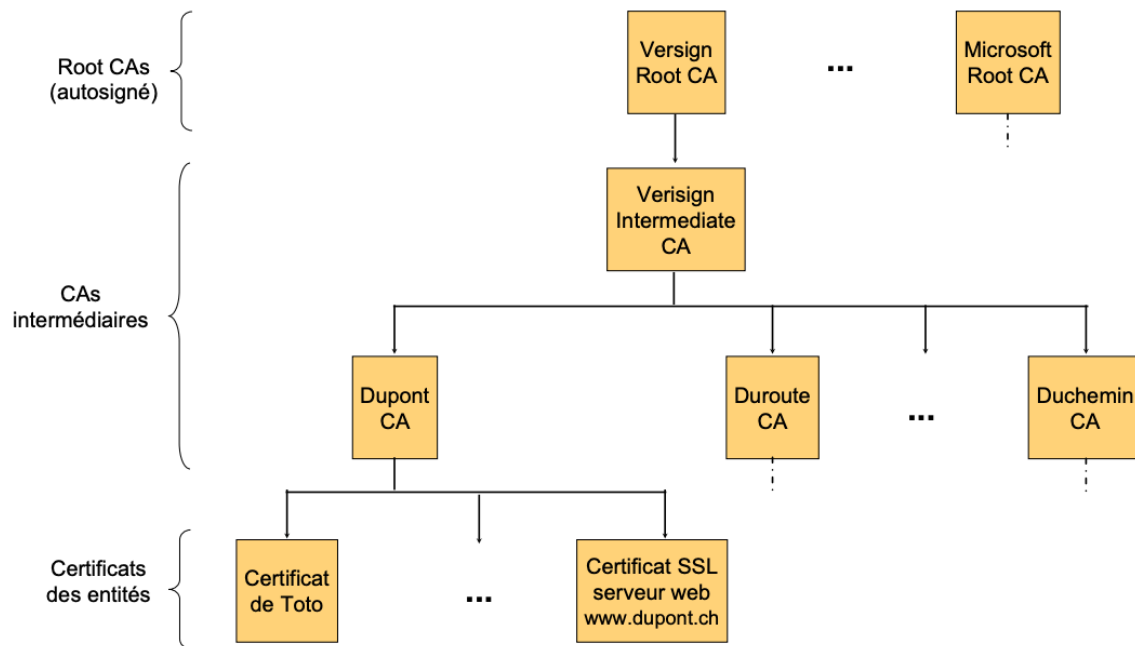 Root CAs
(autosigné)
Versign
Root CA
...
Microsoft
Root CA
Verisign
Intermediate
CA
CAs
intermédiaires
Dupont
CA
Duroute
CA
...
Duchemin
CA
Certificats
des entités
Certificat
de Toto
...
Certificat SSL
serveur web
www.dupont.ch